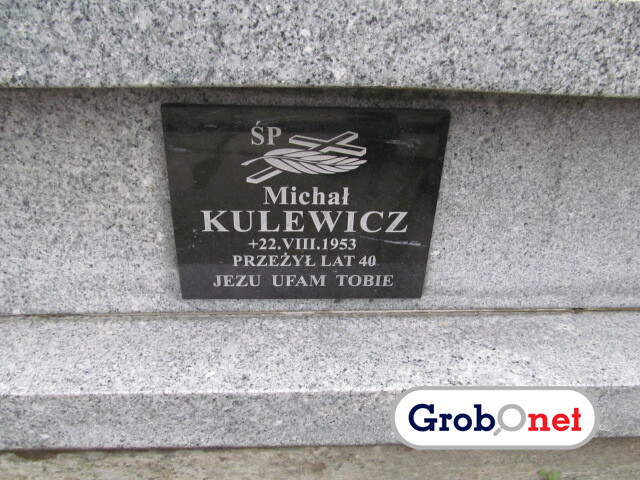 ŚP
Michał
KULEWICZ
+22.VIII.1953
PRZEŻYŁ LAT 40
JEZU UFAM TOBIE
Grobonet